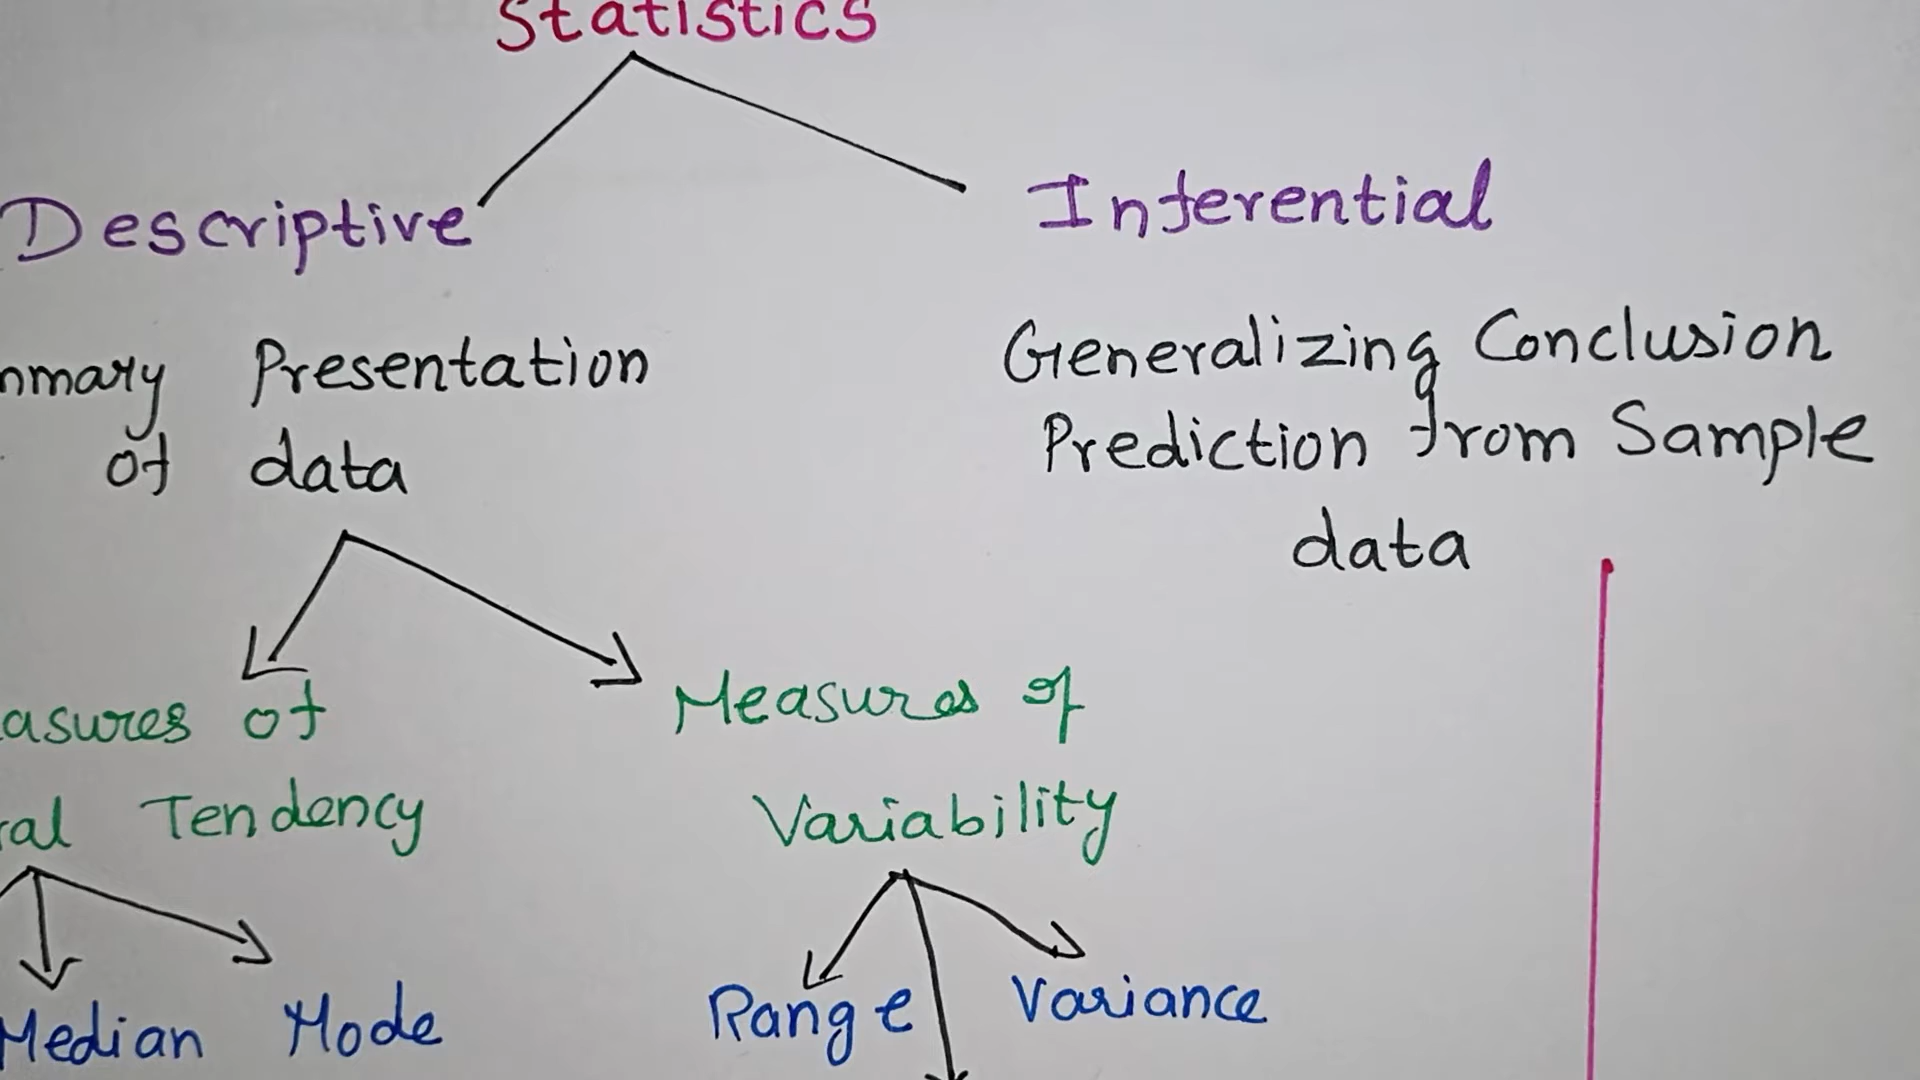 Statistics
Descriptive
Inferential
nmary Presentation
of data
Generalizing Conclusion
Prediction from Sample
data
asures of
ral Tendency
Measures of
Variability
Median Mode
Range Variance